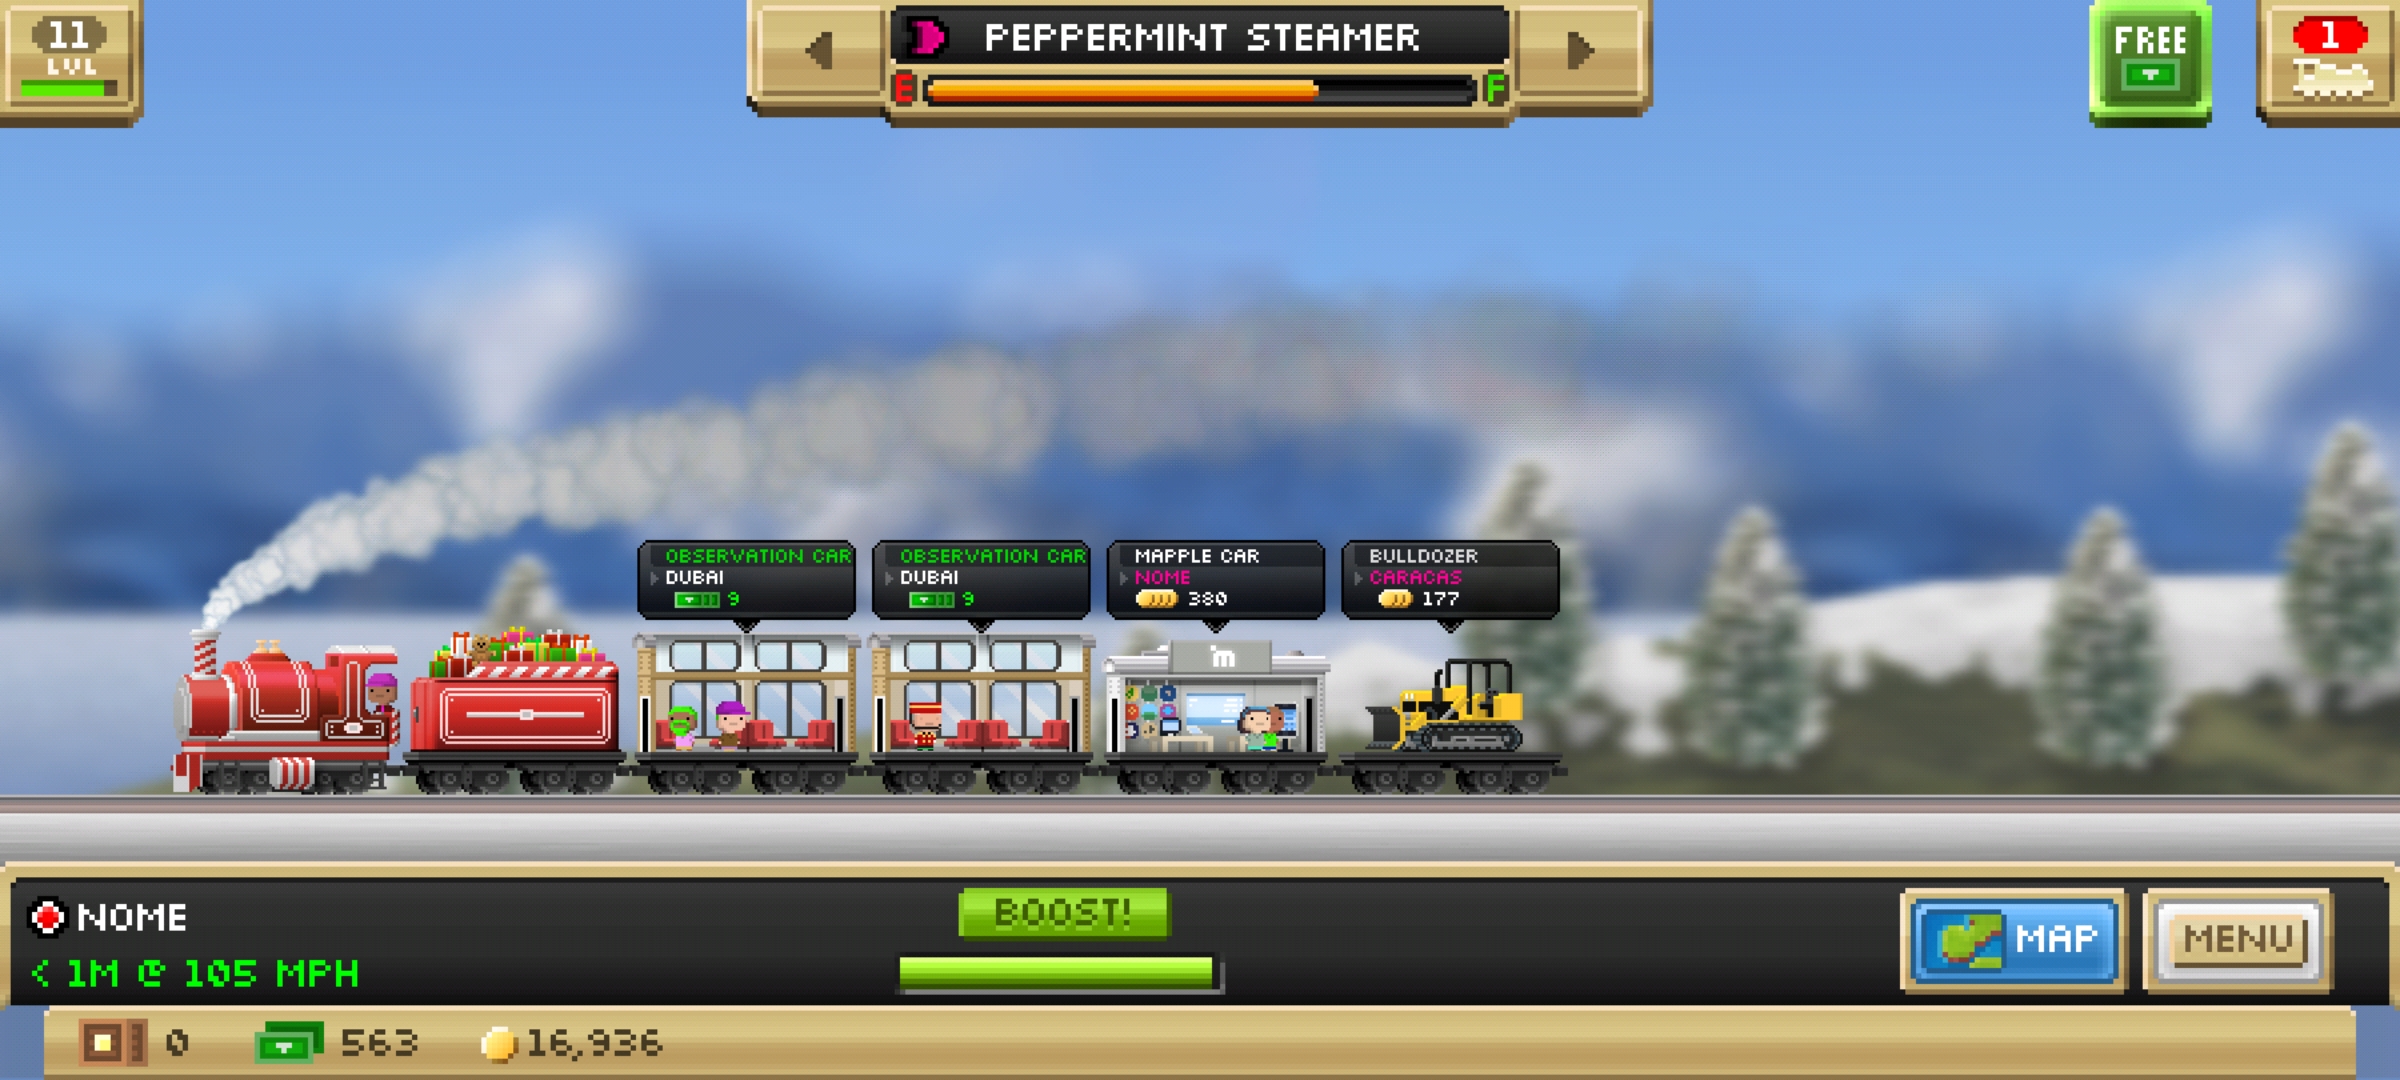 11
LVL
PEPPERMINT STEAMER
E
F
FREE
1
OBSERVATION CAR
DUBAI
9
OBSERVATION CAR
DUBAI
9
MAPPLE CAR
NOME
380
BULLDOZER
CARACAS
177
m
NOME
< 1M @ 105 MPH
BOOST!
MAP
MENU
0
563
16,936